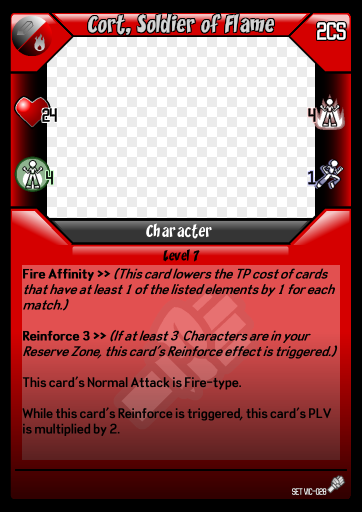 Cort, Soldier of Flame
2CS
24
4
4
1
Character
Level 7
Fire Affinity >> (This card lowers the TP cost of cards
that have at least 1 of the listed elements by 1 for each
match.)
Reinforce 3 >> (If at least 3 Characters are in your
Reserve Zone, this card's Reinforce effect is triggered.)
This card's Normal Attack is Fire-type.
While this card's Reinforce is triggered, this card's PLV
is multiplied by 2.
SET VIC-028